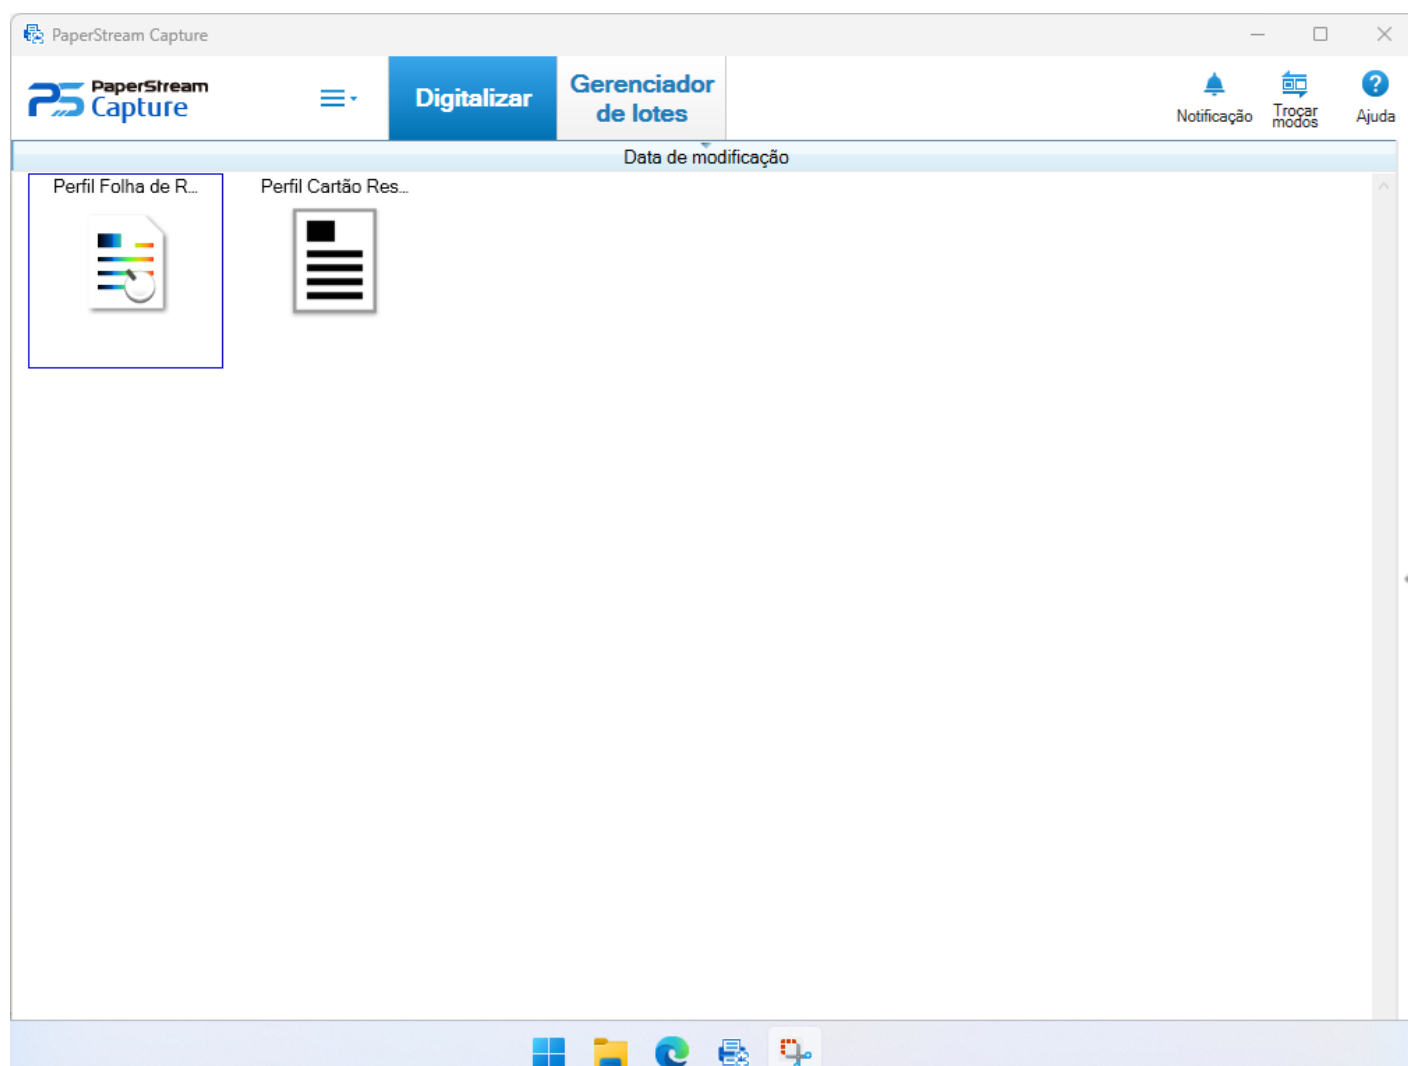 PaperStream Capture
PaperStream
Capture
Digitalizar
Gerenciador
de lotes
Notificação
Trocar
modos
Ajuda
Data de modificação
Perfil Folha de R...
Perfil Cartão Res...